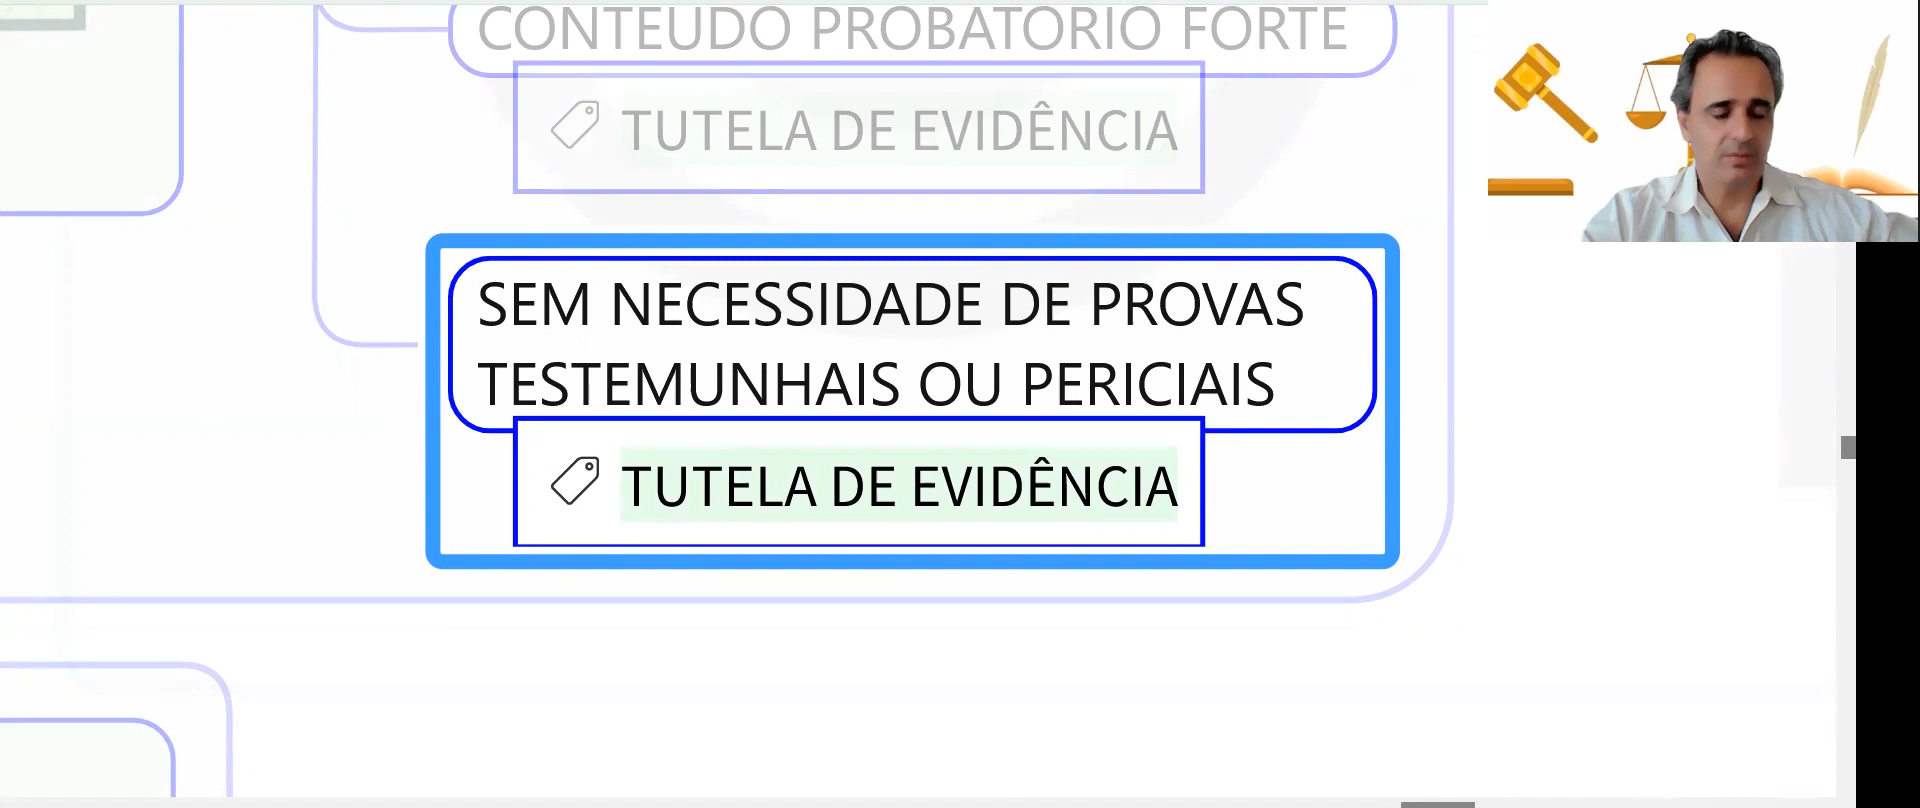 CONTEÚDO PROBATÓRIO FORTE
TUTELA DE EVIDÊNCIA
SEM NECESSIDADE DE PROVAS
TESTEMUNHAIS OU PERICIAIS
TUTELA DE EVIDÊNCIA